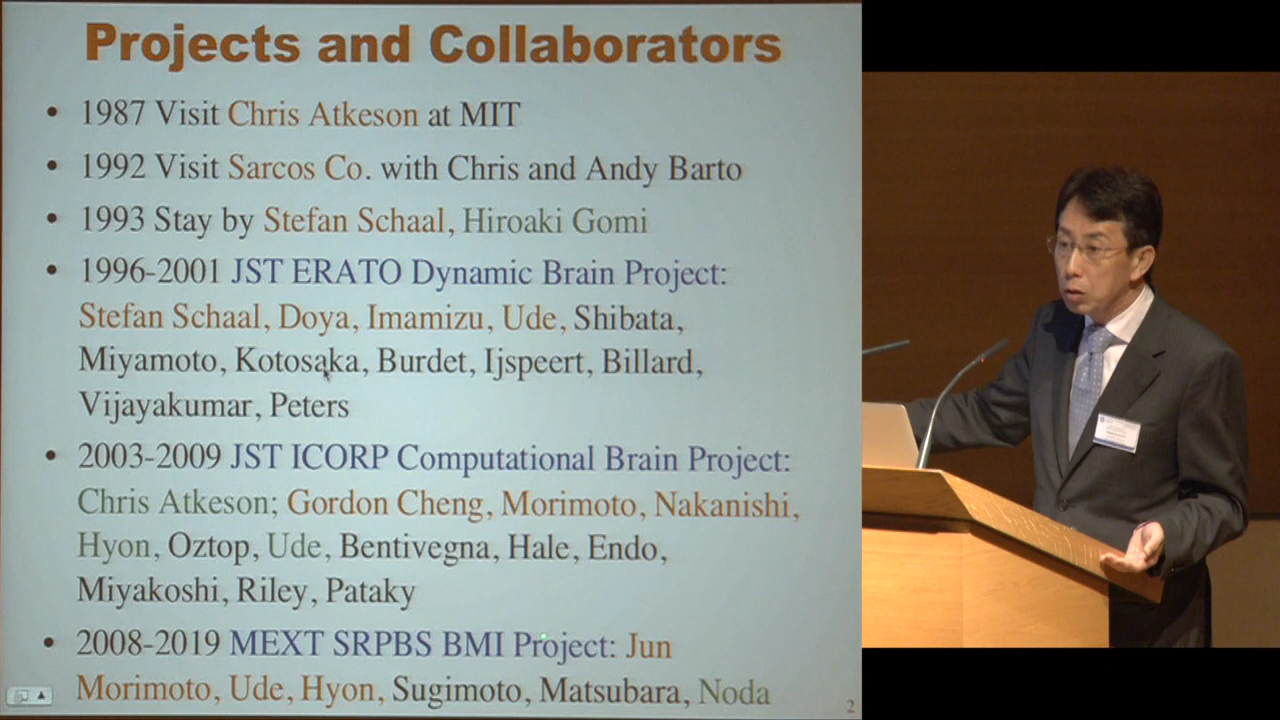 Projects and Collaborators
• 1987 Visit Chris Atkeson at MIT
• 1992 Visit Sarcos Co. with Chris and Andy Barto
• 1993 Stay by Stefan Schaal, Hiroaki Gomi
• 1996-2001 JST ERATO Dynamic Brain Project:
Stefan Schaal, Doya, Imamizu, Ude, Shibata,
Miyamoto, Kotosaka, Burdet, Ijspeert, Billard,
Vijayakumar, Peters
• 2003-2009 JST ICORP Computational Brain Project:
Chris Atkeson; Gordon Cheng, Morimoto, Nakanishi,
Hyon, Oztop, Ude, Bentivegna, Hale, Endo,
Miyakoshi, Riley, Pataky
• 2008-2019 MEXT SRPBS BMI Project: Jun
Morimoto, Ude, Hyon, Sugimoto, Matsubara, Noda
2